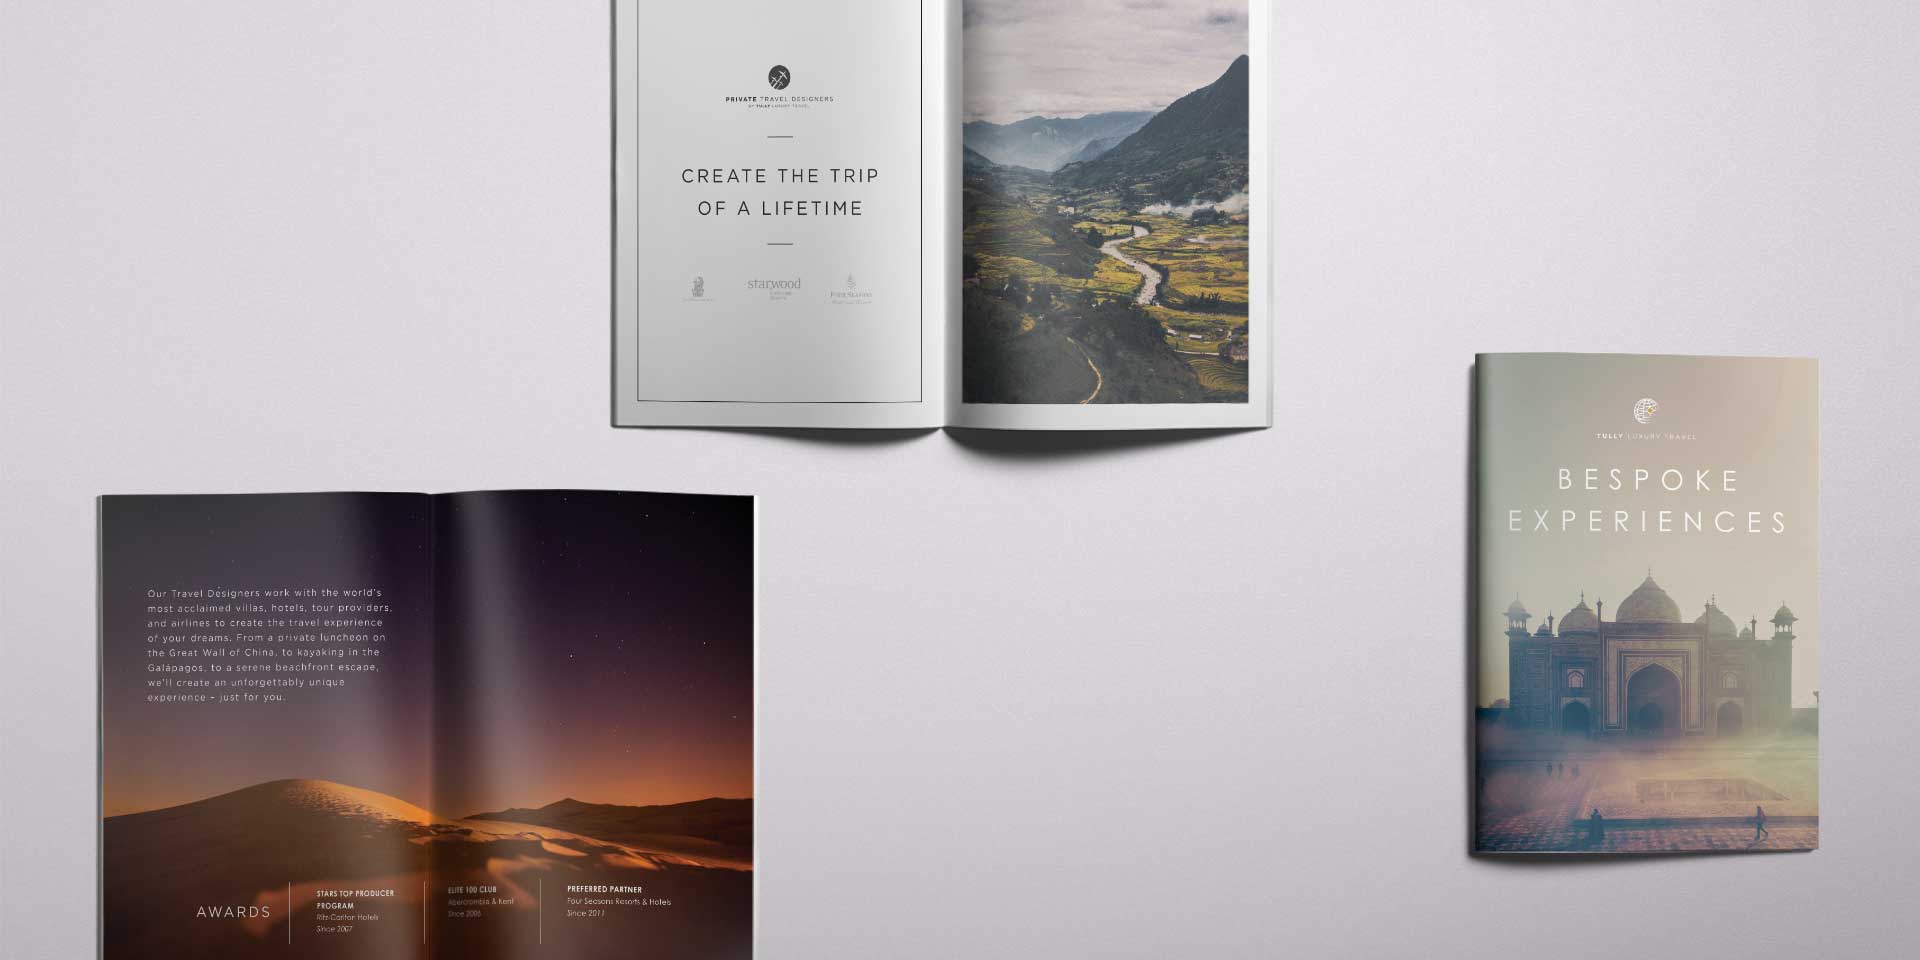 PRIVATE TRAVEL DESIGNERS
BY TULLY LUXURY TRAVEL
CREATE THE TRIP
OF A LIFETIME
starwood
FOUR SEASONS
TULLY LUXURY TRAVEL
BESPOKE
EXPERIENCES
Our Travel Designers work with the world's
most acclaimed villas, hotels, tour providers,
and airlines to create the travel experience
of your dreams. From a private luncheon on
the Great Wall of China, to kayaking in the
Galápagos, to a serene beachfront escape,
we'll create an unforgettably unique
experience - just for you.
AWARDS
STARS TOP PRODUCER
PROGRAM
Ritz-Carlton Hotels
Since 2007
ELITE 100 CLUB
Abercrombie & Kent
Since 2006
PREFERRED PARTNER
Four Seasons Resorts & Hotels
Since 2011